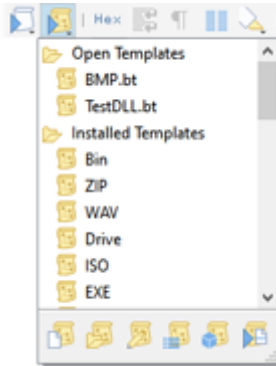 Hex
Open Templates
BMP.bt
TestDLL.bt
Installed Templates
Bin
ZIP
WAV
Drive
ISO
EXE